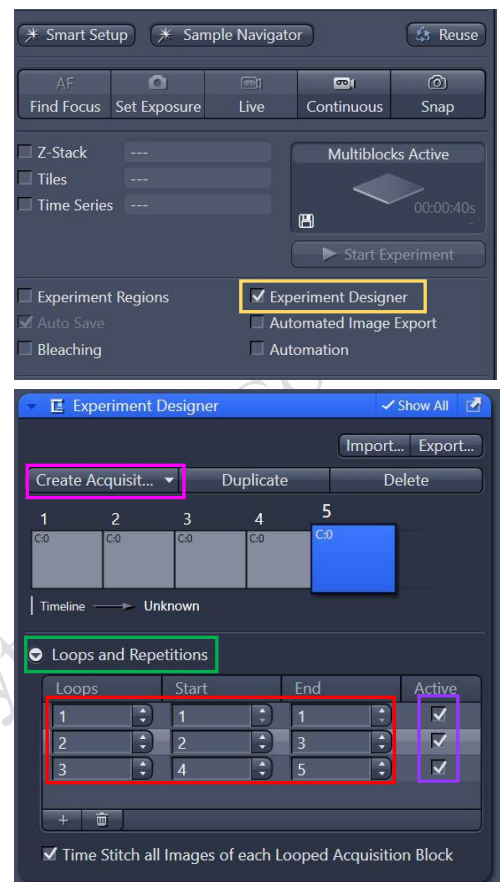 Smart Setup Sample Navigator Reuse
AF
Find Focus Set Exposure Live Continuous Snap
Z-Stack ---
Tiles ---
Time Series ---
Multiblocks Active
00:00:40s
-
Start Experiment
Experiment Regions Experiment Designer
Auto Save Automated Image Export
Bleaching Automation
Experiment Designer Show All
Import... Export...
Create Acquisit... Duplicate Delete
1 2 3 4 5
C:0 C:0 C:0 C:0 C:0
Timeline Unknown
Loops and Repetitions
Loops Start End Active
1 1 1
2 2 3
3 4 5
+
Time Stitch all Images of each Looped Acquisition Block